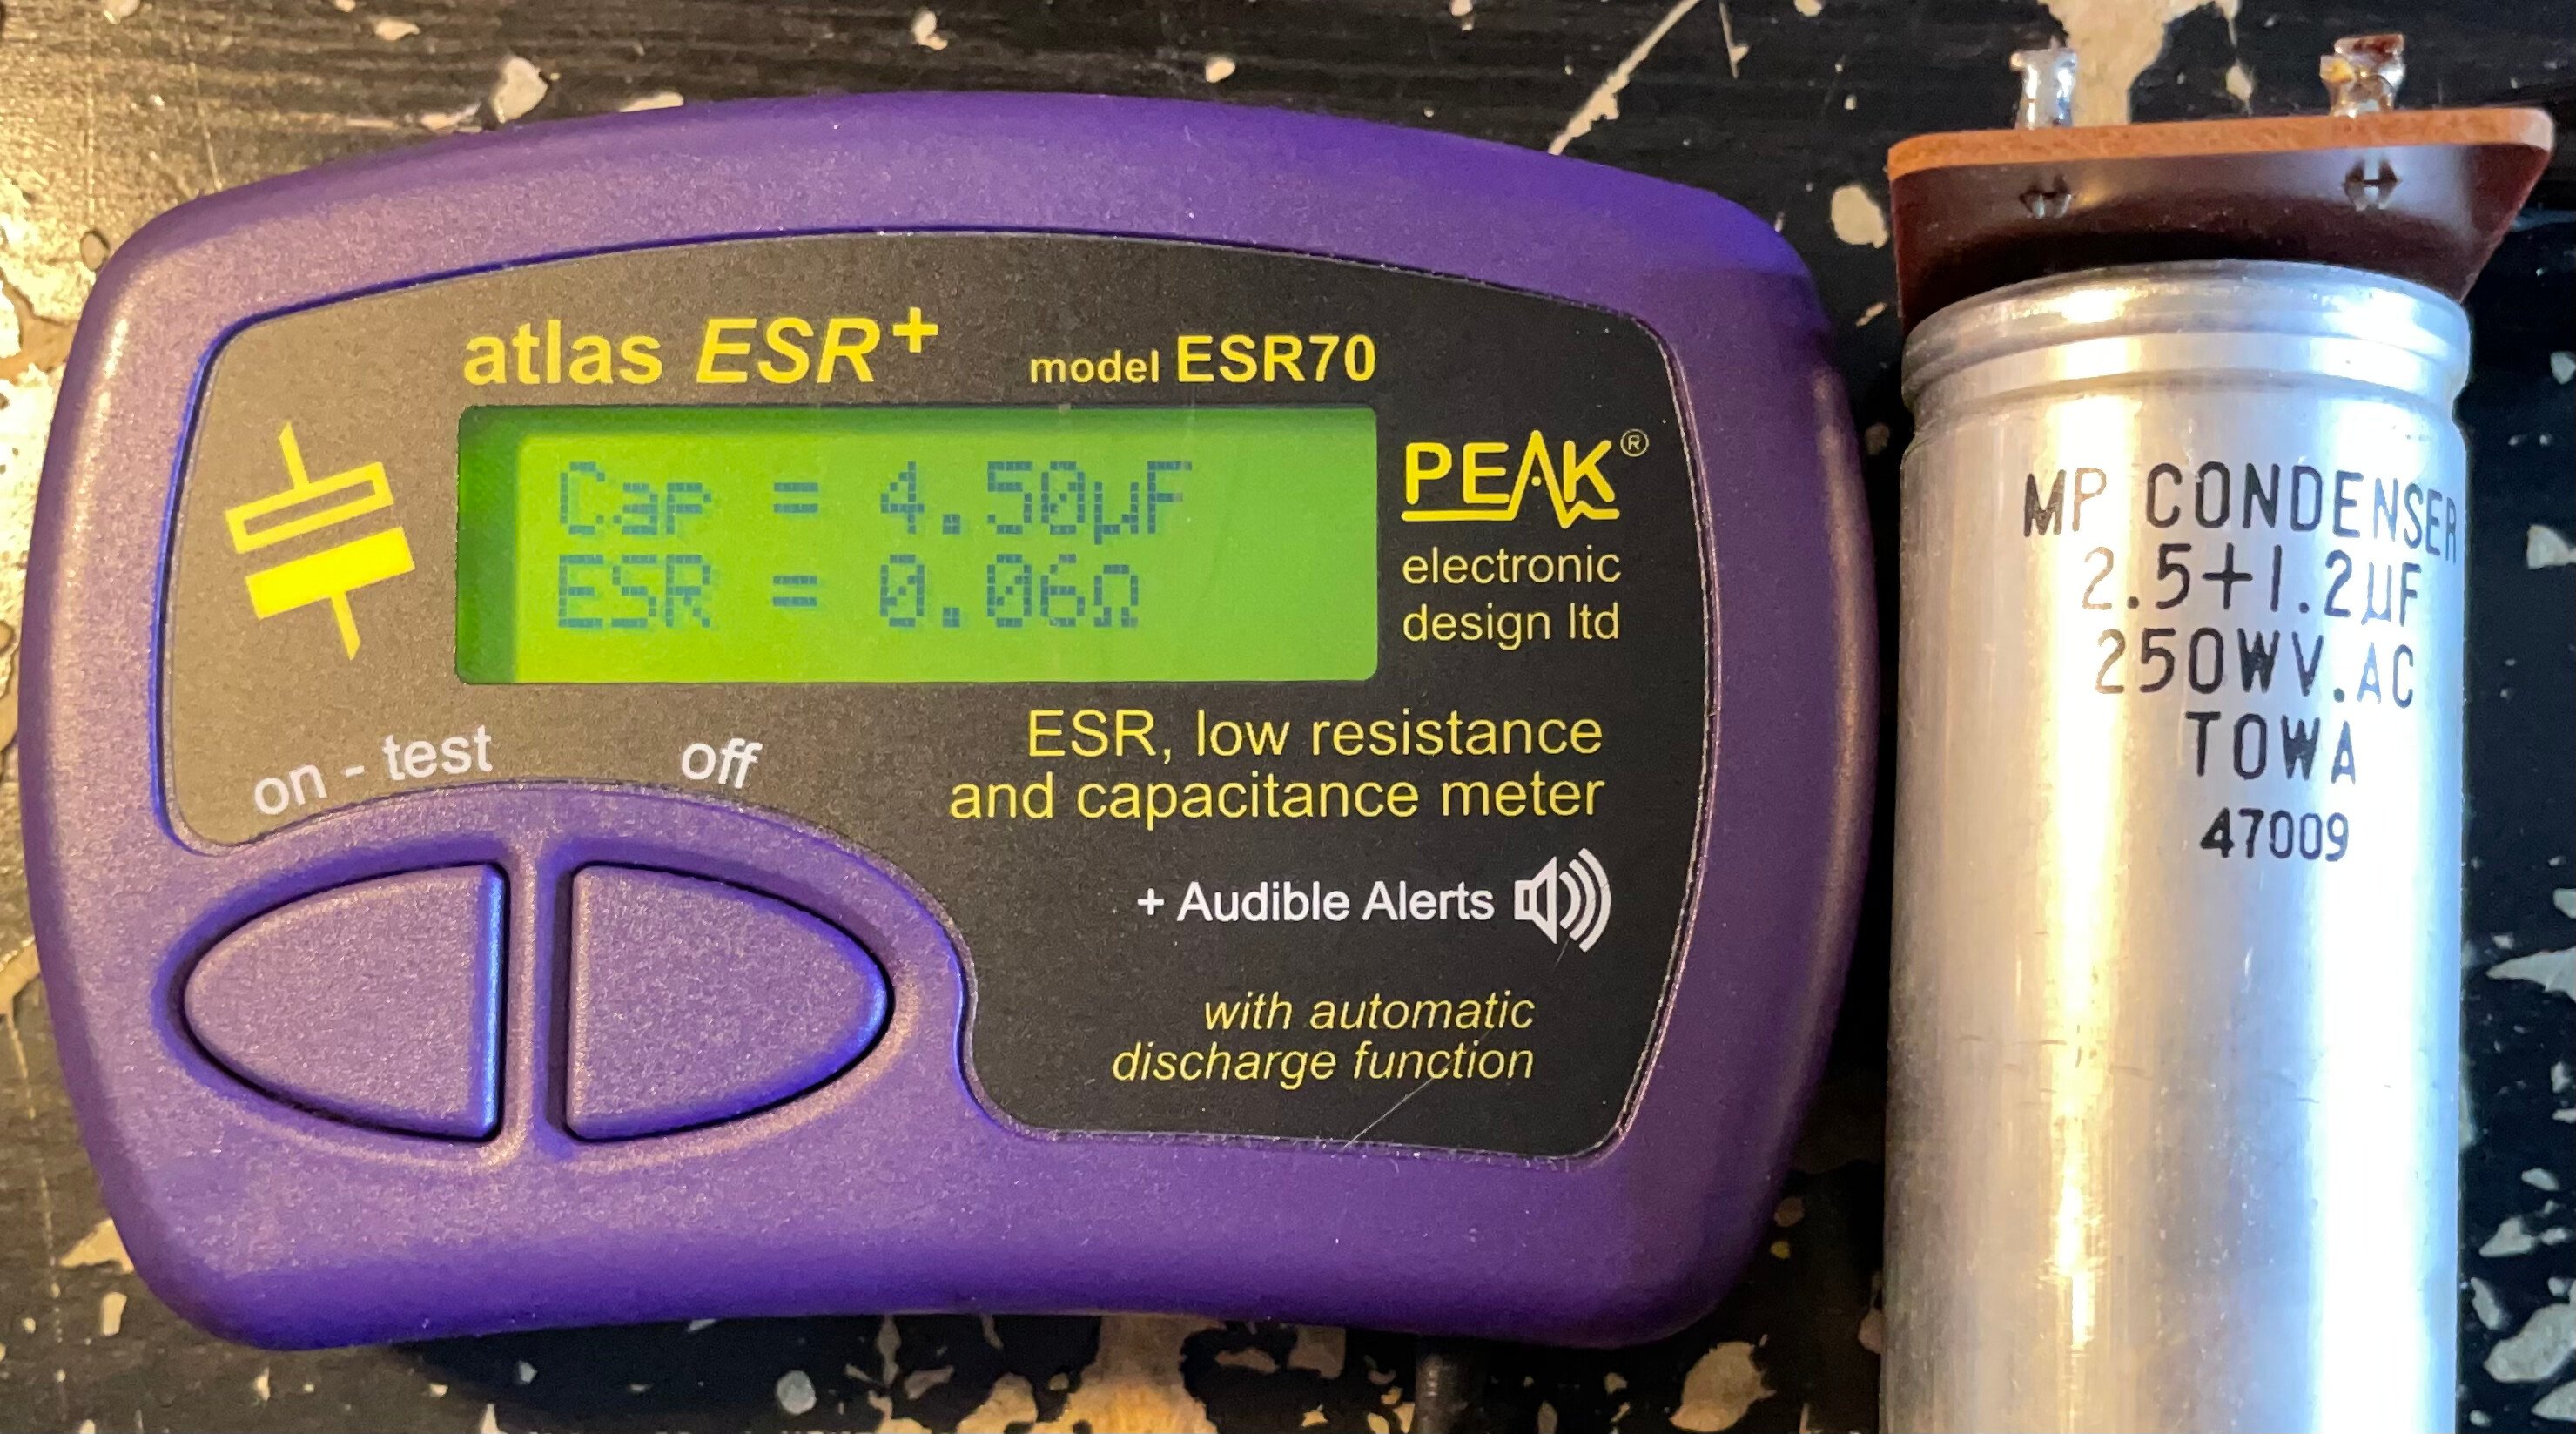 atlas ESR+ model ESR70
Cap = 4.50µF
ESR = 0.06Ω
PEAK®
electronic
design ltd
on - test
off
ESR, low resistance
and capacitance meter
+ Audible Alerts
with automatic
discharge function
MP CONDENSER
2.5+1.2µF
250WV.AC
TOWA
47009